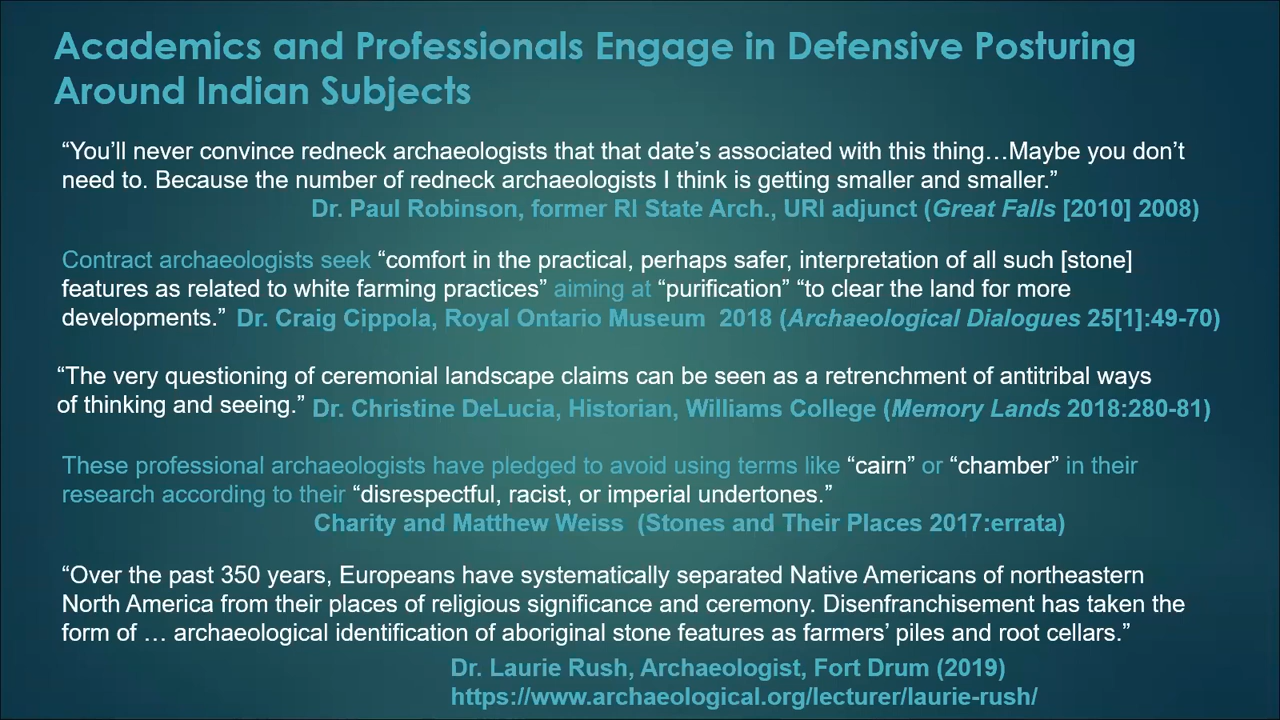 Academics and Professionals Engage in Defensive Posturing
Around Indian Subjects
“You’ll never convince redneck archaeologists that that date’s associated with this thing…Maybe you don’t
need to. Because the number of redneck archaeologists I think is getting smaller and smaller.”
Dr. Paul Robinson, former RI State Arch., URI adjunct (Great Falls [2010] 2008)
Contract archaeologists seek “comfort in the practical, perhaps safer, interpretation of all such [stone]
features as related to white farming practices” aiming at “purification” “to clear the land for more
developments.” Dr. Craig Cippola, Royal Ontario Museum 2018 (Archaeological Dialogues 25[1]:49-70)
“The very questioning of ceremonial landscape claims can be seen as a retrenchment of antitribal ways
of thinking and seeing.” Dr. Christine DeLucia, Historian, Williams College (Memory Lands 2018:280-81)
These professional archaeologists have pledged to avoid using terms like “cairn” or “chamber” in their
research according to their “disrespectful, racist, or imperial undertones.”
Charity and Matthew Weiss (Stones and Their Places 2017:errata)
“Over the past 350 years, Europeans have systematically separated Native Americans of northeastern
North America from their places of religious significance and ceremony. Disenfranchisement has taken the
form of … archaeological identification of aboriginal stone features as farmers’ piles and root cellars.”
Dr. Laurie Rush, Archaeologist, Fort Drum (2019)
https://www.archaeological.org/lecturer/laurie-rush/